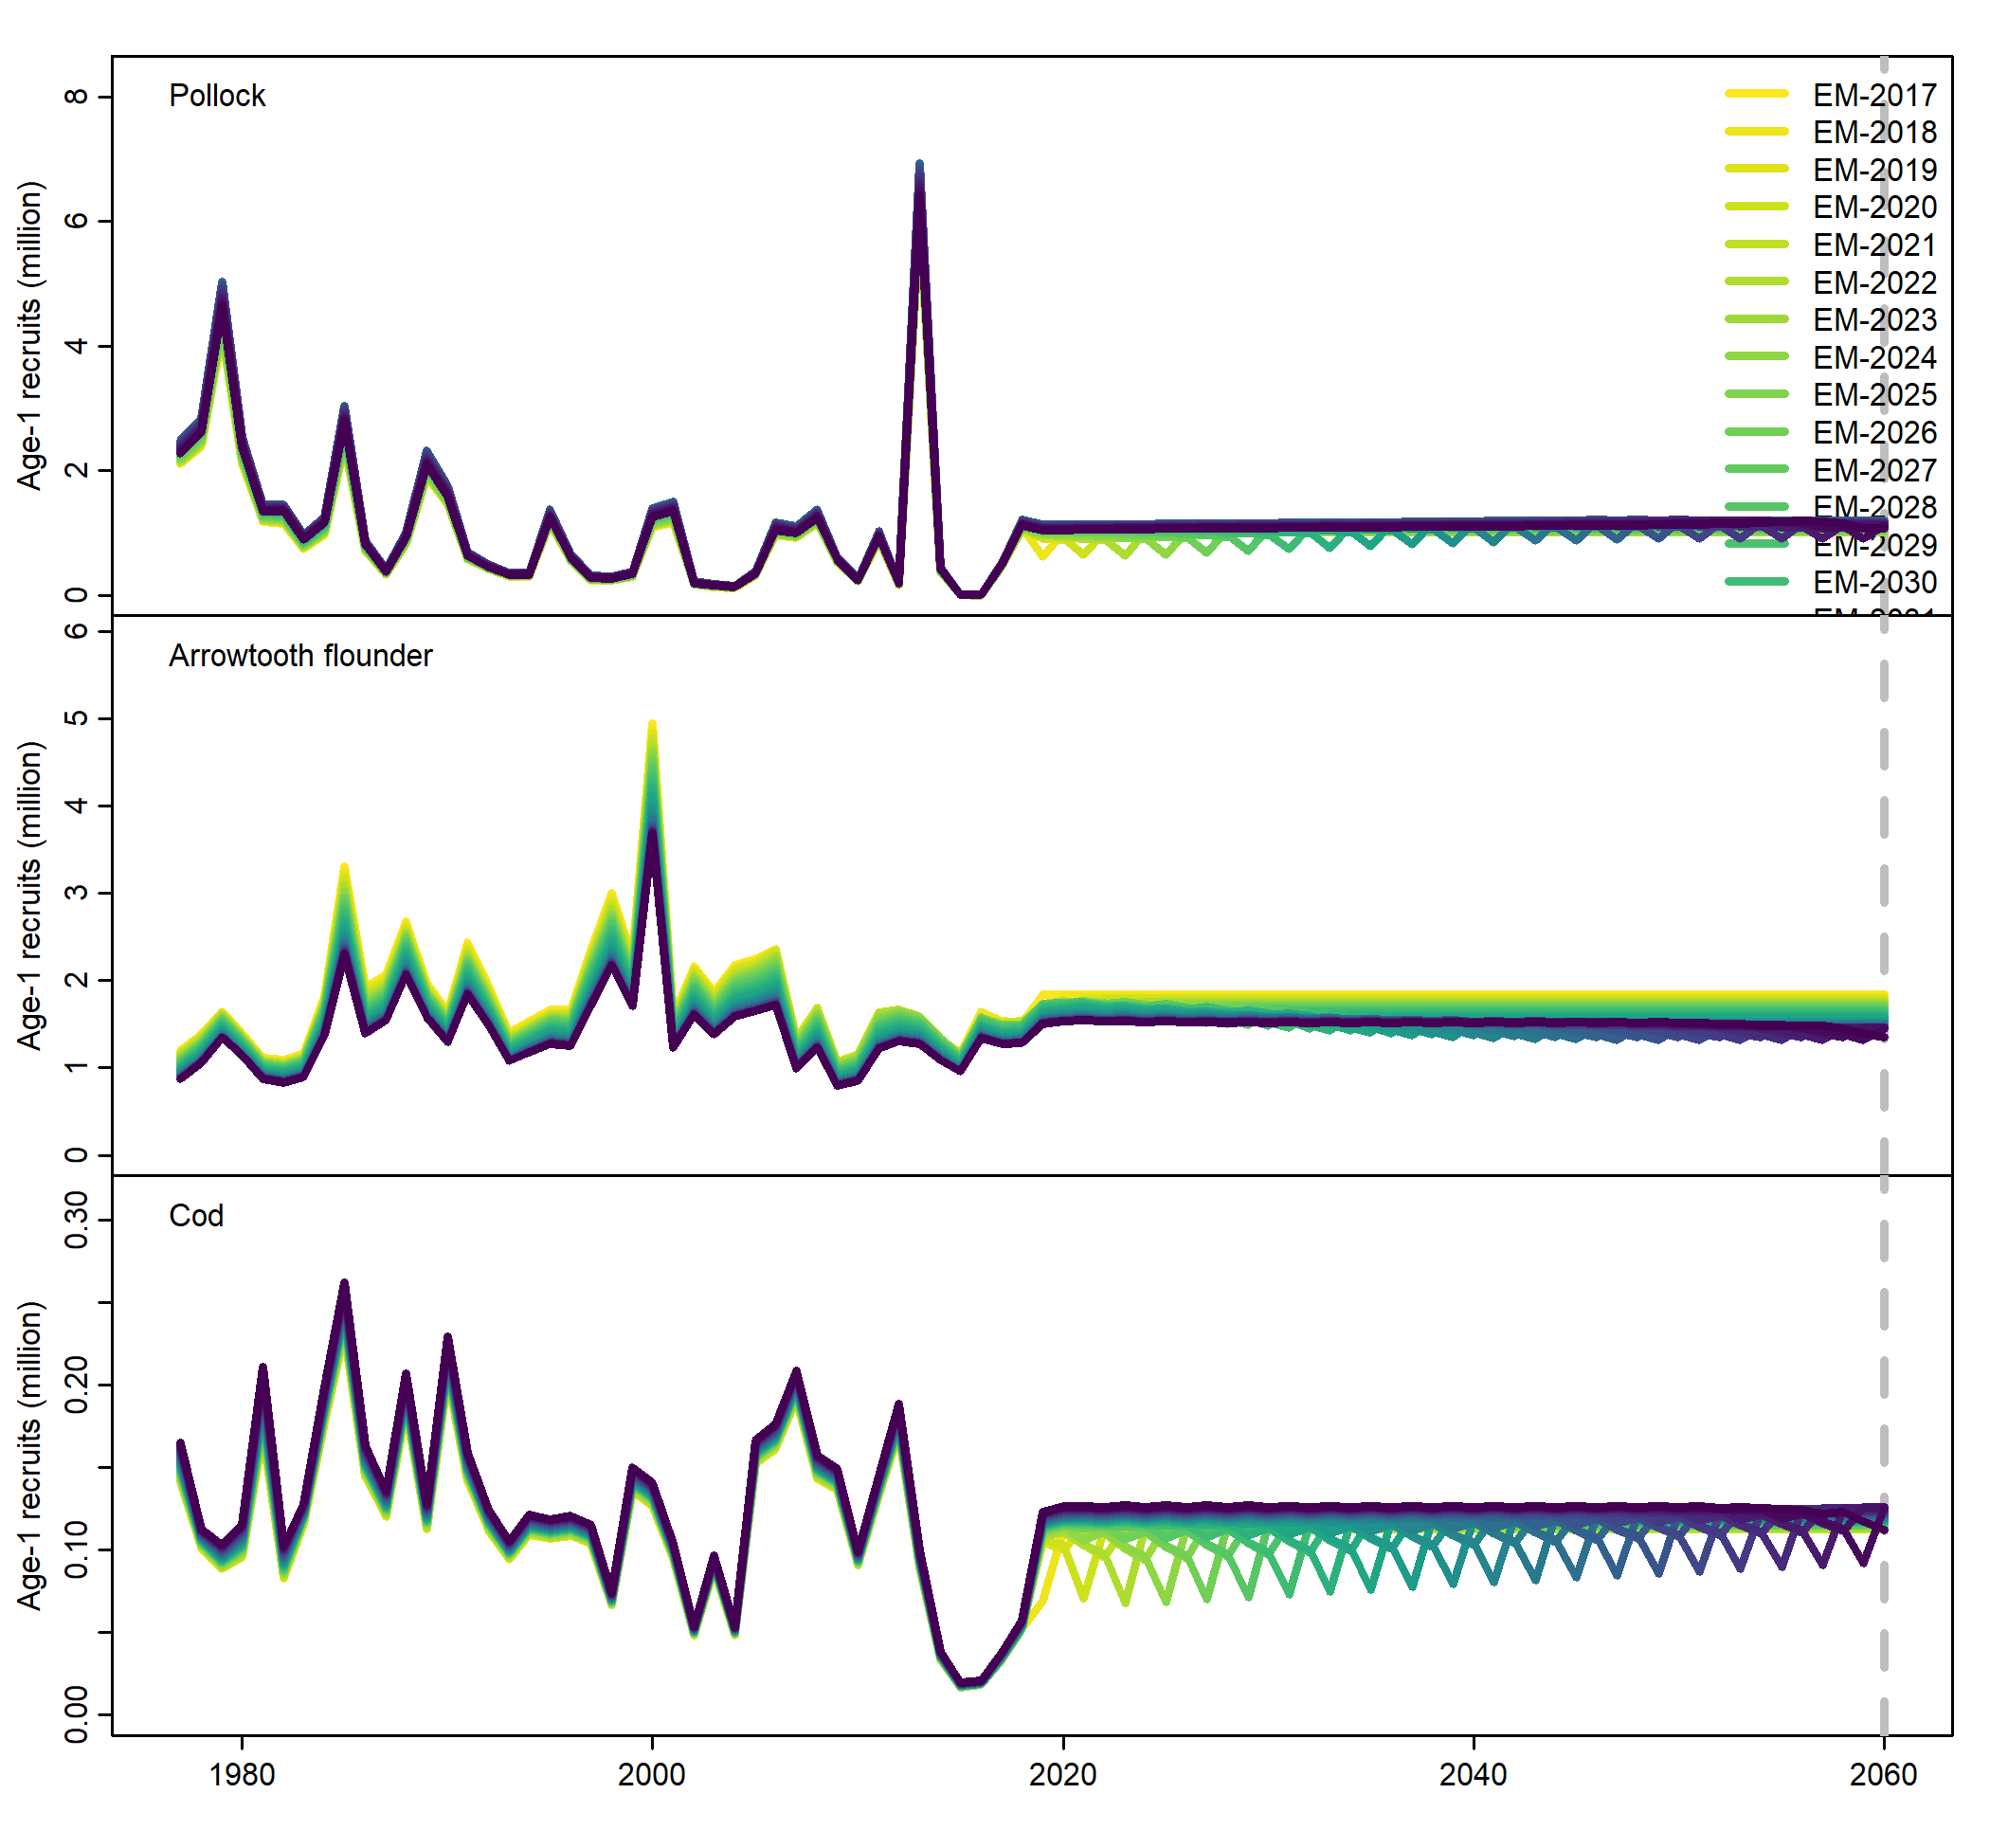 Pollock
Age-1 recruits (million)
8
6
4
2
0
EM-2017
EM-2018
EM-2019
EM-2020
EM-2021
EM-2022
EM-2023
EM-2024
EM-2025
EM-2026
EM-2027
EM-2028
EM-2029
EM-2030
Arrowtooth flounder
Age-1 recruits (million)
6
5
4
3
2
1
0
Cod
Age-1 recruits (million)
0.30
0.20
0.10
0.00
1980 2000 2020 2040 2060